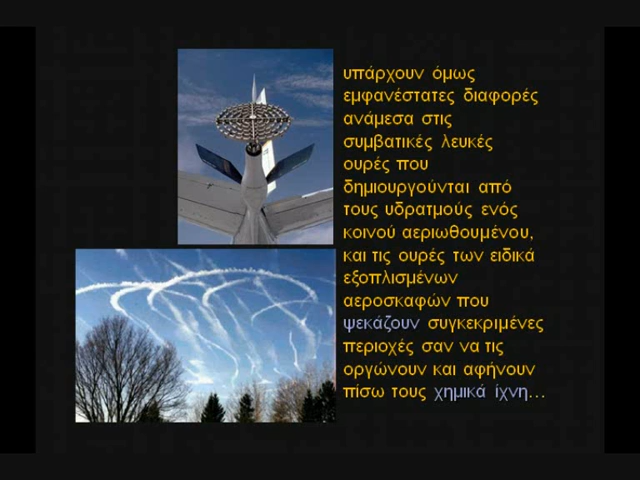 υπάρχουν όμως
εμφανέστατες διαφορές
ανάμεσα στις
συμβατικές λευκές
ουρές που
δημιουργούνται από
τους υδρατμούς ενός
κοινού αεριωθουμένου,
και τις ουρές των ειδικά
εξοπλισμένων
αεροσκαφών που
ψεκάζουν συγκεκριμένες
περιοχές σαν να τις
οργώνουν και αφήνουν
πίσω τους χημικά ίχνη…